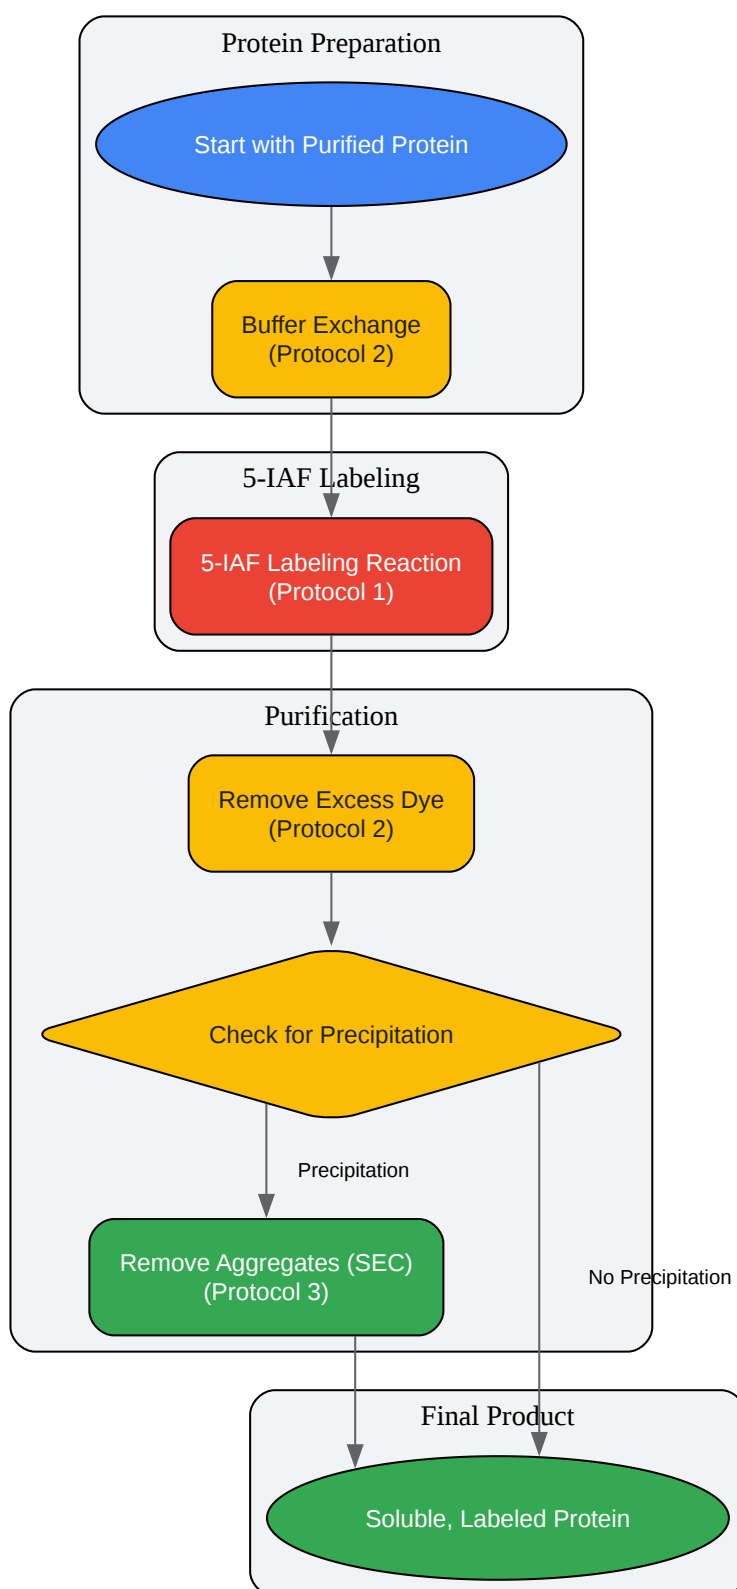 Protein Preparation
Start with Purified Protein
Buffer Exchange
(Protocol 2)
5-IAF Labeling
5-IAF Labeling Reaction
(Protocol 1)
Purification
Remove Excess Dye
(Protocol 2)
Check for Precipitation
Precipitation
Remove Aggregates (SEC)
(Protocol 3)
No Precipitation
Final Product
Soluble, Labeled Protein